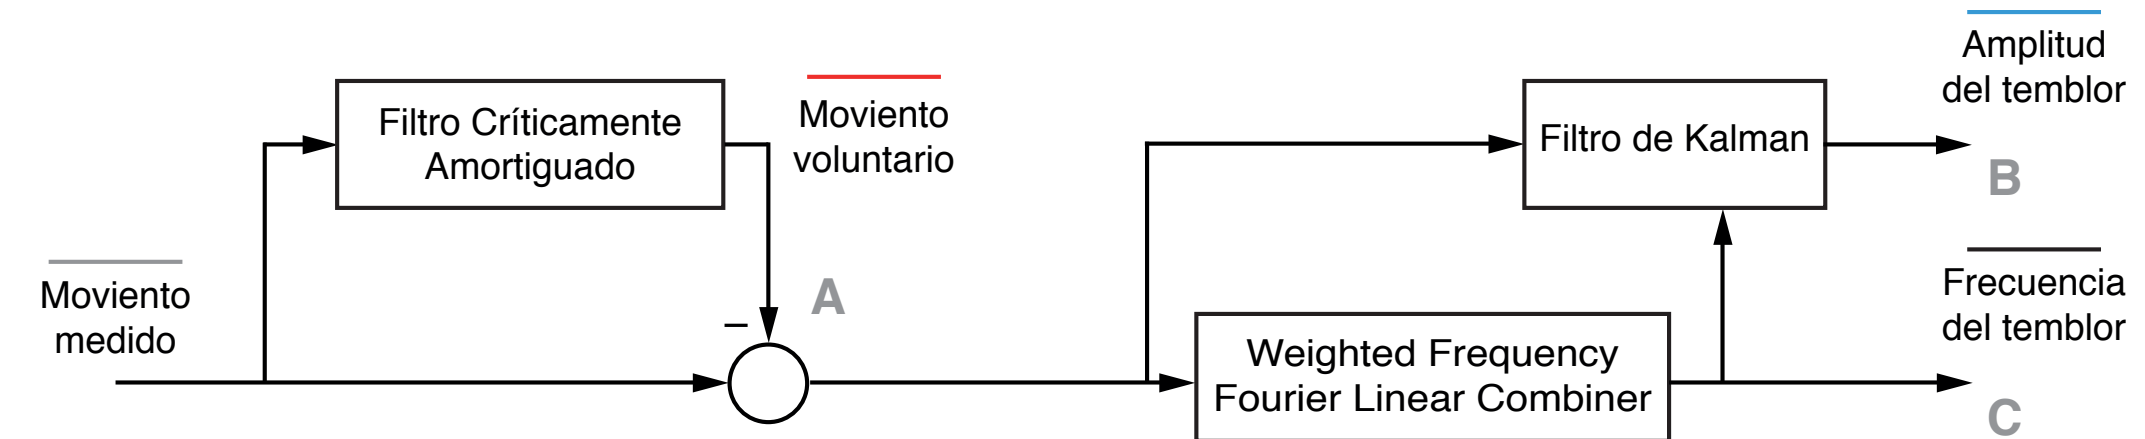 Moviento
medido
Filtro Críticamente
Amortiguado
Moviento
voluntario
–
A
Weighted Frequency
Fourier Linear Combiner
Filtro de Kalman
Amplitud
del temblor
B
Frecuencia
del temblor
C